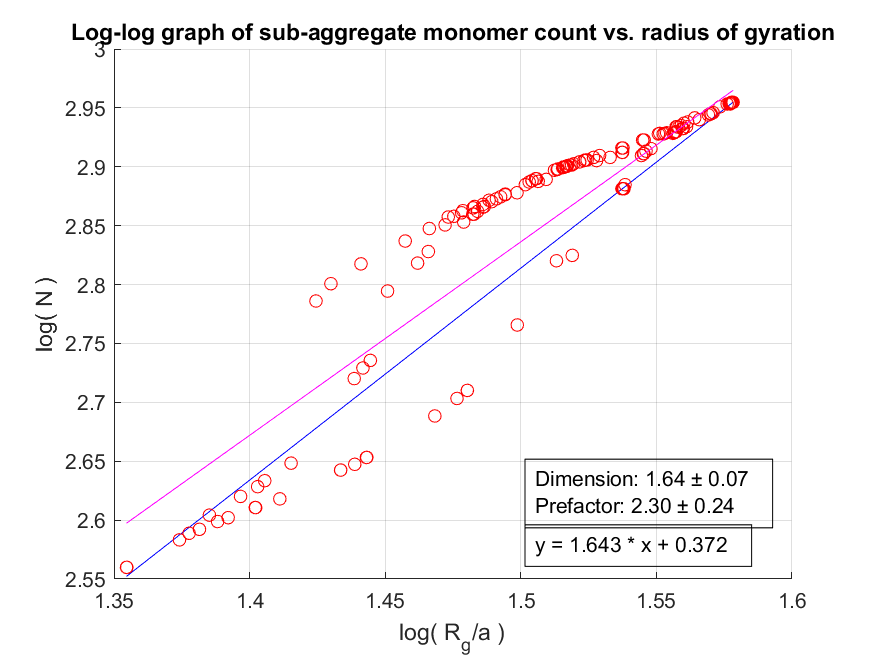 Log-log graph of sub-aggregate monomer count vs. radius of gyration
3
2.95
2.9
2.85
2.8
2.75
2.7
2.65
2.6
2.55
log( N )
Dimension: 1.64 ± 0.07
Prefactor: 2.30 ± 0.24
y = 1.643 * x + 0.372
1.35 1.4 1.45 1.5 1.55 1.6
log( Rg/a )